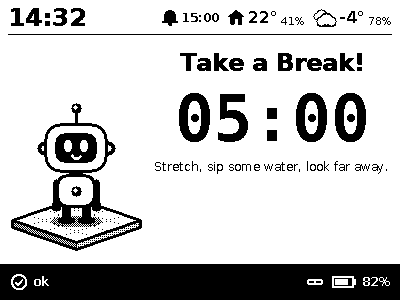 14:32 15:00 22° 41% -4° 78%
Take a Break!
05:00
Stretch, sip some water, look far away.
ok 82%